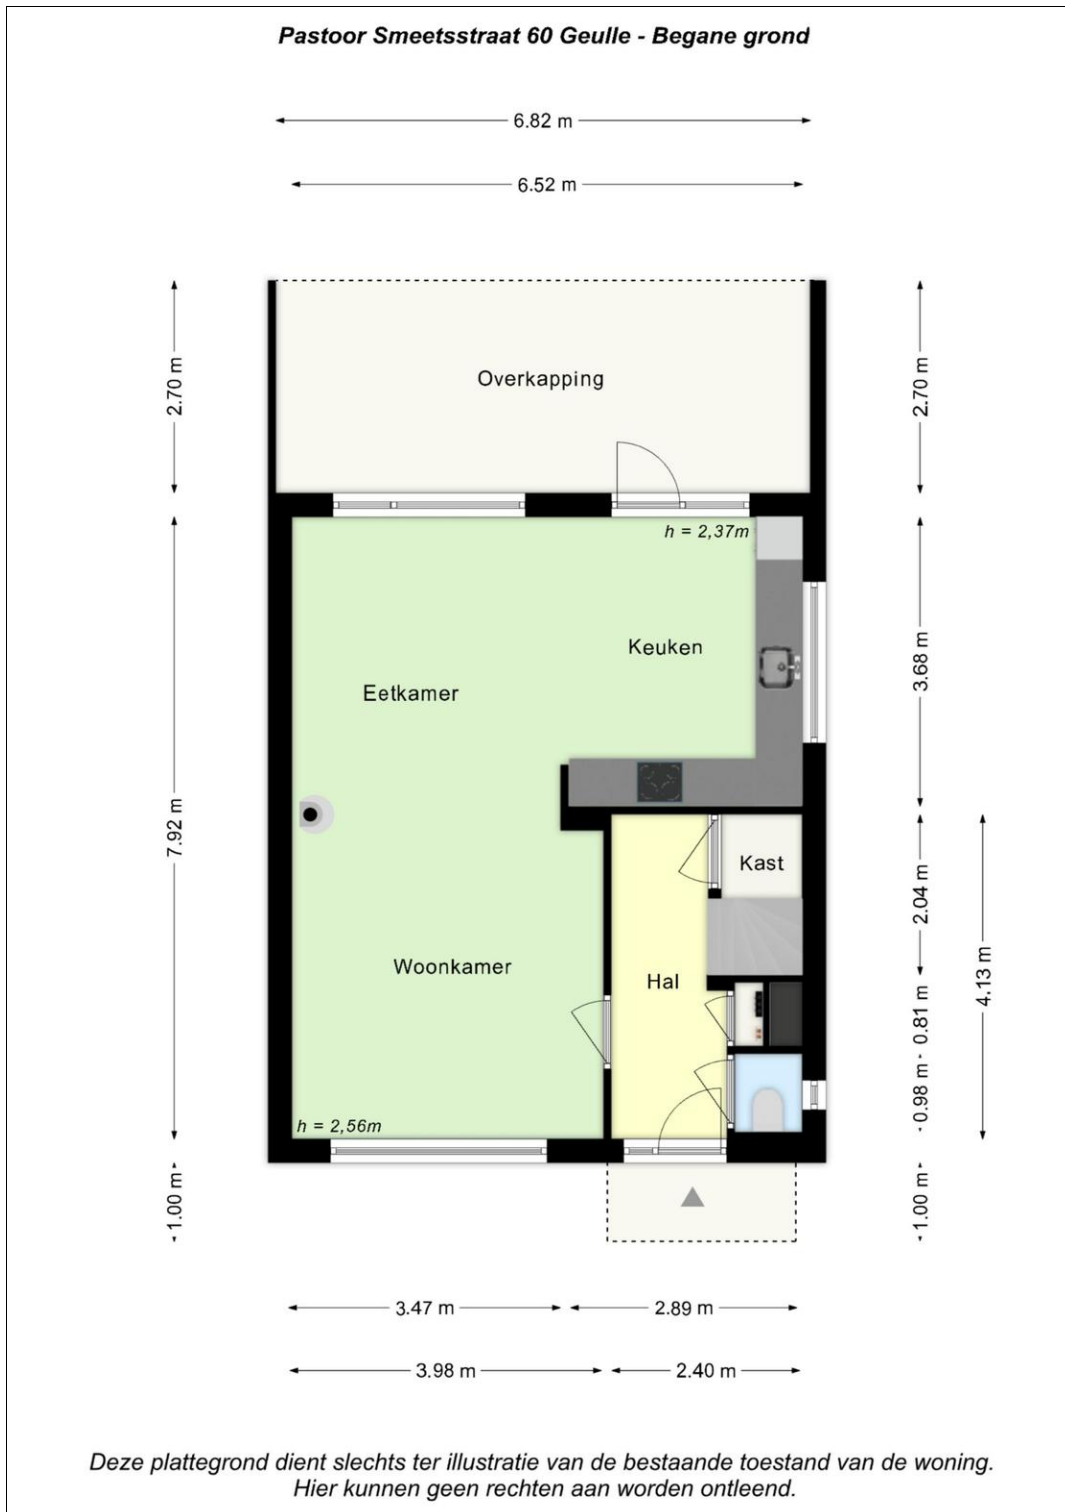 Pastoor Smeetsstraat 60 Geulle - Begane grond
6.82 m
6.52 m
2.70 m
2.70 m
Overkapping
h = 2,37m
Keuken
Eetkamer
3.68 m
7.92 m
Kast
2.04 m
Woonkamer
Hal
4.13 m
0.81 m
0.98 m
h = 2,56m
1.00 m
1.00 m
3.47 m
2.89 m
3.98 m
2.40 m
Deze plattegrond dient slechts ter illustratie van de bestaande toestand van de woning.
Hier kunnen geen rechten aan worden ontleend.